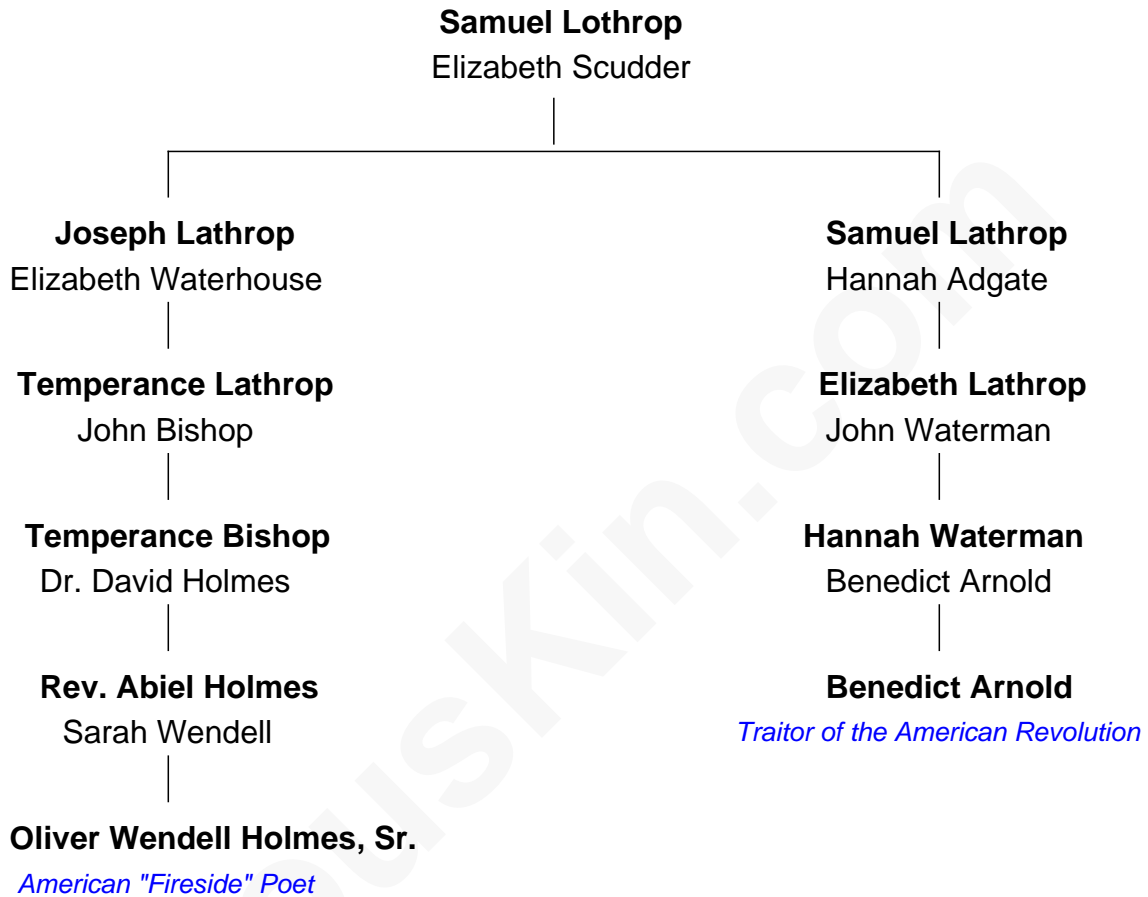 Samuel Lothrop
Elizabeth Scudder
Joseph Lathrop
Elizabeth Waterhouse
Samuel Lathrop
Hannah Adgate
Temperance Lathrop
John Bishop
Elizabeth Lathrop
John Waterman
Temperance Bishop
Dr. David Holmes
Hannah Waterman
Benedict Arnold
Rev. Abiel Holmes
Sarah Wendell
Benedict Arnold
Traitor of the American Revolution
Oliver Wendell Holmes, Sr.
American "Fireside" Poet
ouskin.com